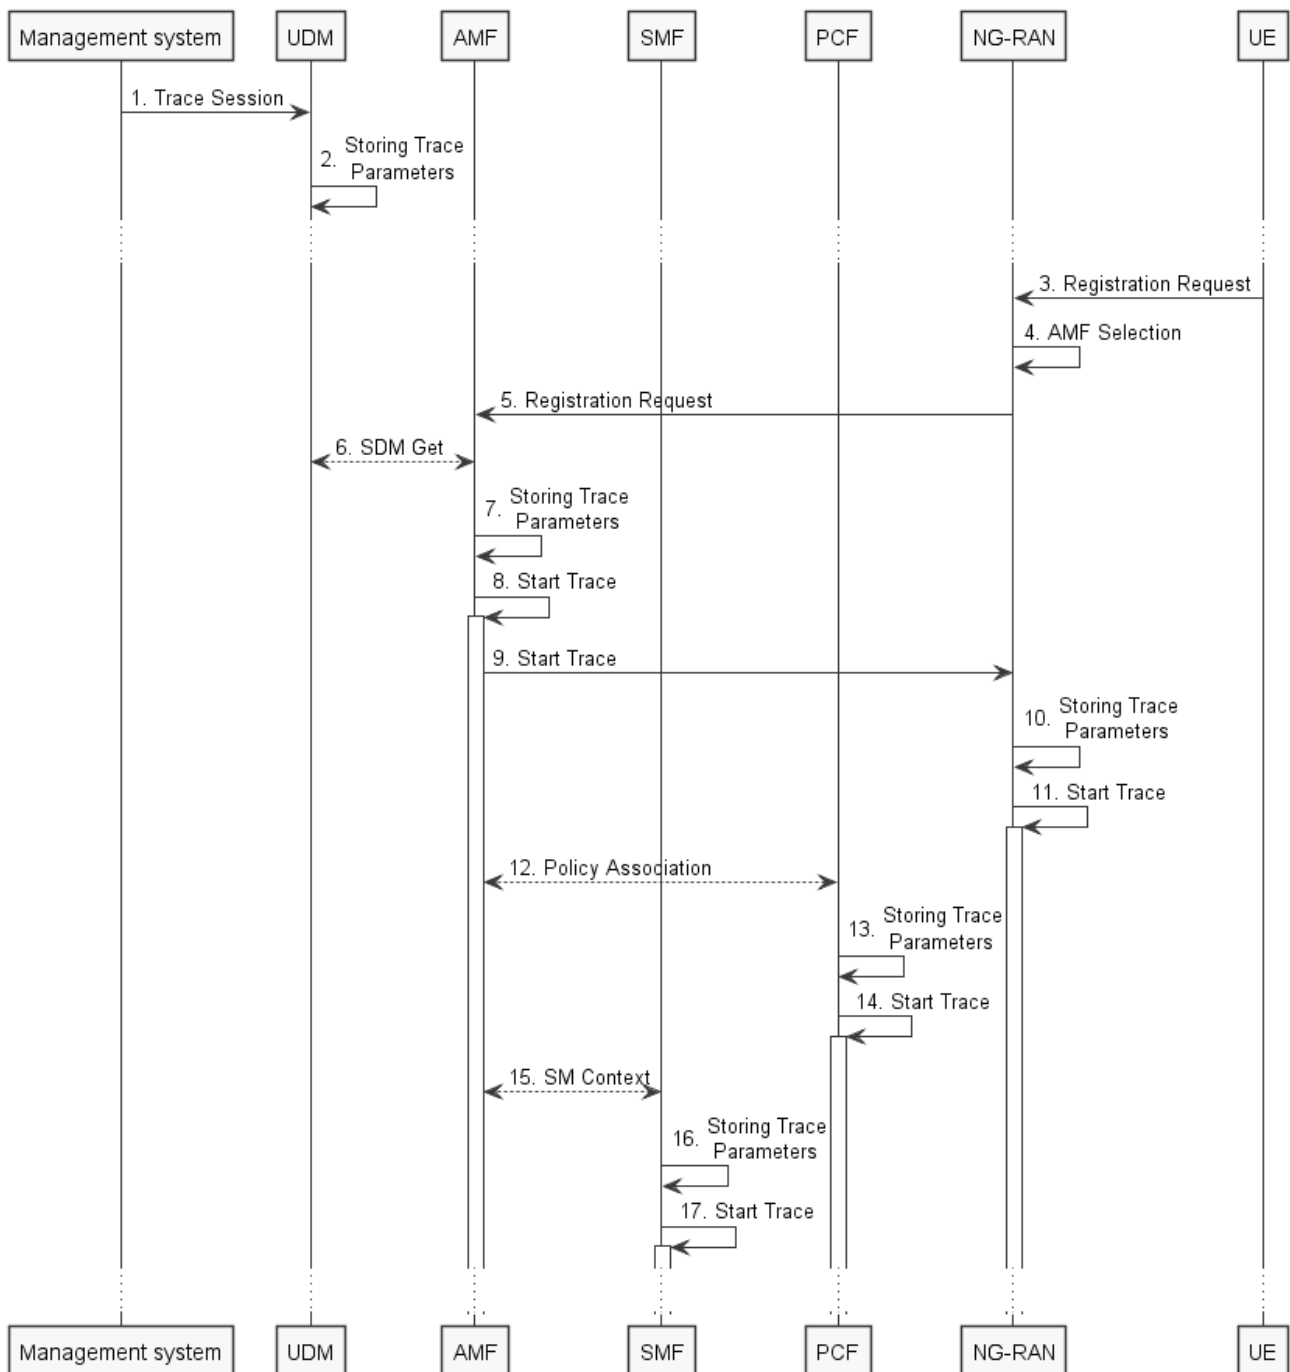 Management system UDM AMF SMF PCF NG-RAN UE
1. Trace Session
2. Storing Trace
Parameters
3. Registration Request
4. AMF Selection
5. Registration Request
6. SDM Get
7. Storing Trace
Parameters
8. Start Trace
9. Start Trace
10. Storing Trace
Parameters
11. Start Trace
12. Policy Association
13. Storing Trace
Parameters
14. Start Trace
15. SM Context
16. Storing Trace
Parameters
17. Start Trace
Management system UDM AMF SMF PCF NG-RAN UE